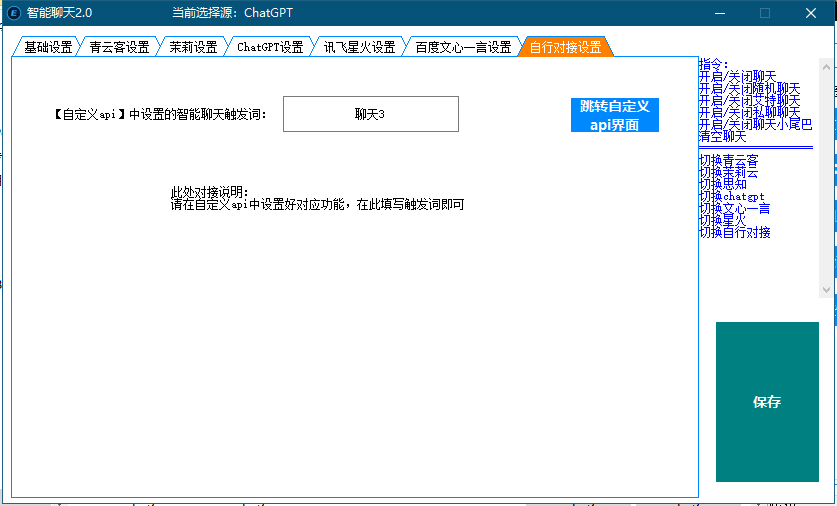 智能聊天2.0
当前选择源：ChatGPT
基础设置
青云客设置
茉莉设置
ChatGPT设置
讯飞星火设置
百度文心一言设置
自行对接设置
【自定义api】中设置的智能聊天触发词：
聊天3
跳转自定义
api界面
此处对接说明：
请在自定义api中设置好对应功能，在此填写触发词即可
指令：
开启/关闭聊天
开启/关闭随机聊天
开启/关闭艾特聊天
开启/关闭私聊聊天
开启/关闭聊天小尾巴
清空聊天
切换青云客
切换茉莉云
切换思知
切换chatgpt
切换文心一言
切换星火
切换自行对接
保存